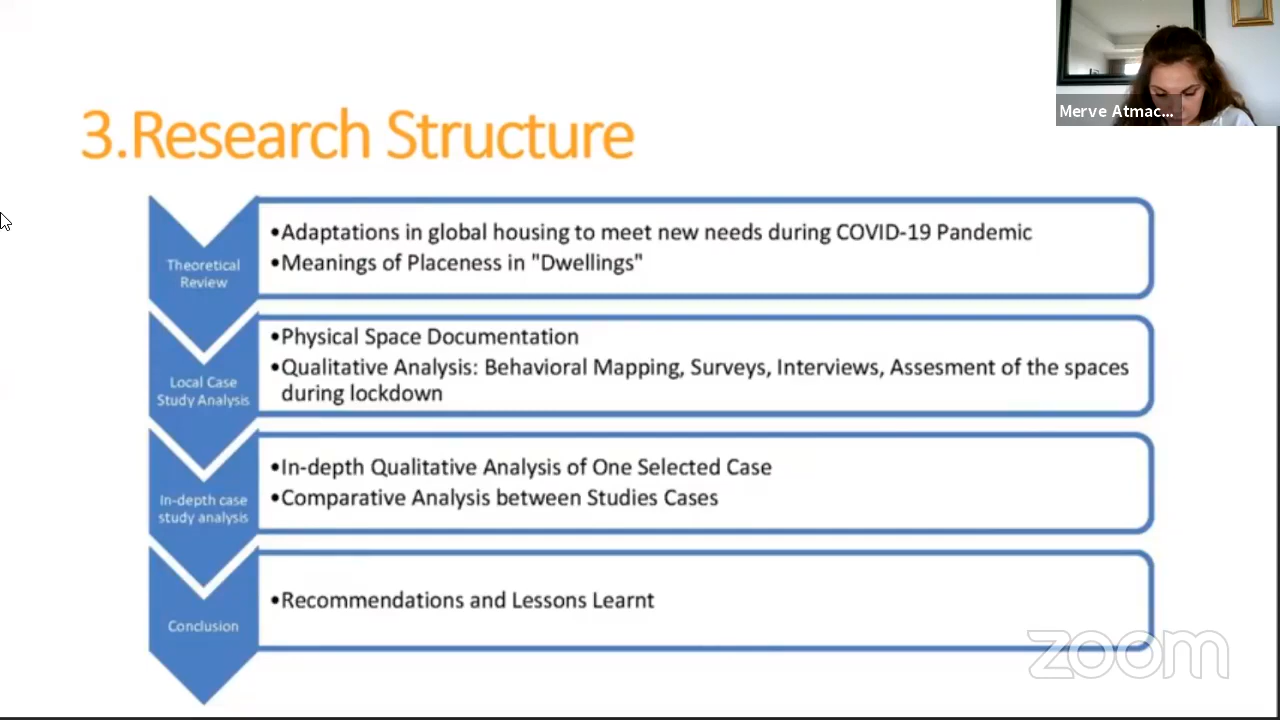 Merve Atmac...
3.Research Structure
Theoretical
Review
•Adaptations in global housing to meet new needs during COVID-19 Pandemic
•Meanings of Placeness in "Dwellings"
Local Case
Study Analysis
•Physical Space Documentation
•Qualitative Analysis: Behavioral Mapping, Surveys, Interviews, Assesment of the spaces
during lockdown
In-depth case
study analysis
•In-depth Qualitative Analysis of One Selected Case
•Comparative Analysis between Studies Cases
Conclusion
•Recommendations and Lessons Learnt
zoom